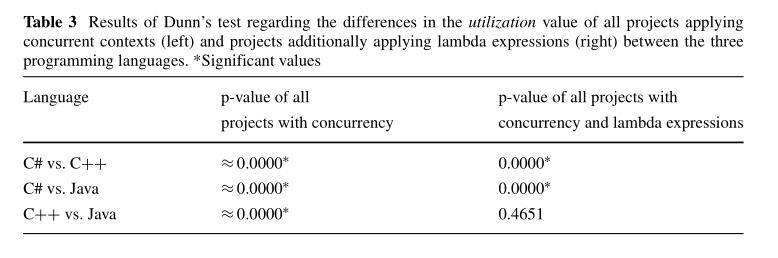 Table 3 Results of Dunn's test regarding the differences in the utilization value of all projects applying
concurrent contexts (left) and projects additionally applying lambda expressions (right) between the three
programming languages. *Significant values
Language p-value of all p-value of all projects with
projects with concurrency concurrency and lambda expressions
C# vs. C++ ≈0.0000* 0.0000*
C# vs. Java ≈0.0000* 0.0000*
C++ vs. Java ≈0.0000* 0.4651